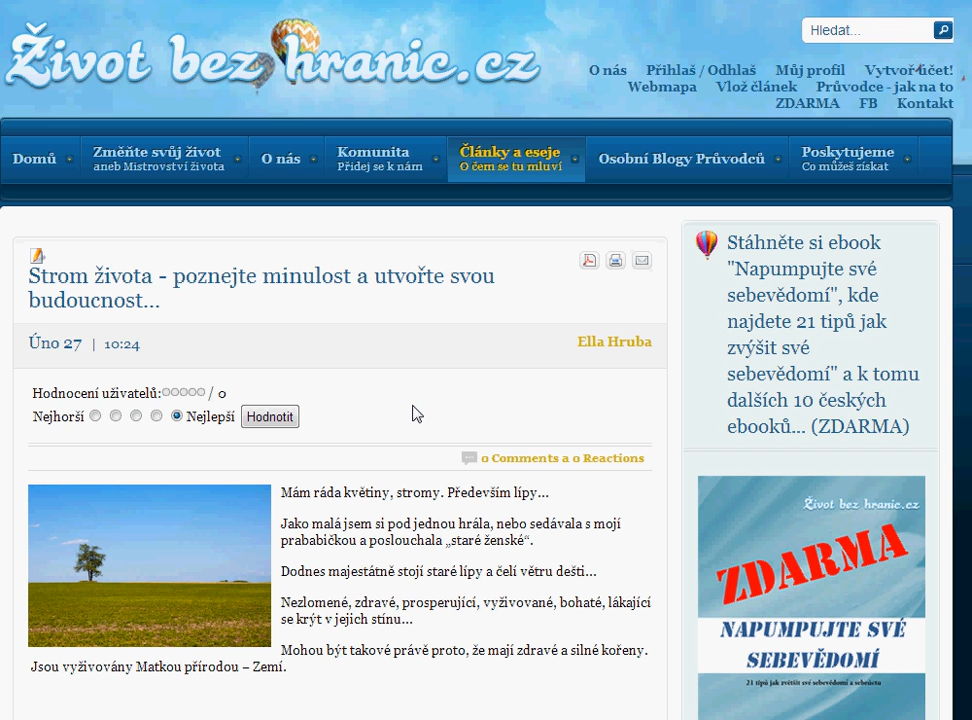 Život bez hranic.cz
Hledat...
O nás Přihlaš / Odhlaš Můj profil Vytvoř účet!
Webmapa Vlož článek Průvodce - jak na to
ZDARMA FB Kontakt
Domů Změňte svůj život O nás Komunita Články a eseje Osobní Blogy Průvodců Poskytujeme
aneb Mistrovství života Přidej se k nám O čem se tu mluví Co můžeš získat
Strom života - poznejte minulost a utvořte svou
budoucnost...
Úno 27 | 10:24 Ella Hruba
Hodnocení uživatelů: / 0
Nejhorší Nejlepší Hodnotit
0 Comments a 0 Reactions
Mám ráda květiny, stromy. Především lípy...
Jako malá jsem si pod jednou hrála, nebo sedávala s mojí
prababičkou a poslouchala „staré ženské“.
Dodnes majestátně stojí staré lípy a čelí větru dešti...
Nezlomené, zdravé, prosperující, vyživované, bohaté, lákající
se krýt v jejich stínu...
Mohou být takové právě proto, že mají zdravé a silné kořeny.
Jsou vyživovány Matkou přírodou – Zemí.
Stáhněte si ebook
"Napumpujte své
sebevědomí", kde
najdete 21 tipů jak
zvýšit své
sebevědomí" a k tomu
dalších 10 českých
ebooků... (ZDARMA)
Život bez hranic.cz
ZDARMA
NAPUMPUJTE SVÉ
SEBEVĚDOMÍ
21 tipů jak zvětšit své sebevědomí a sebeúctu